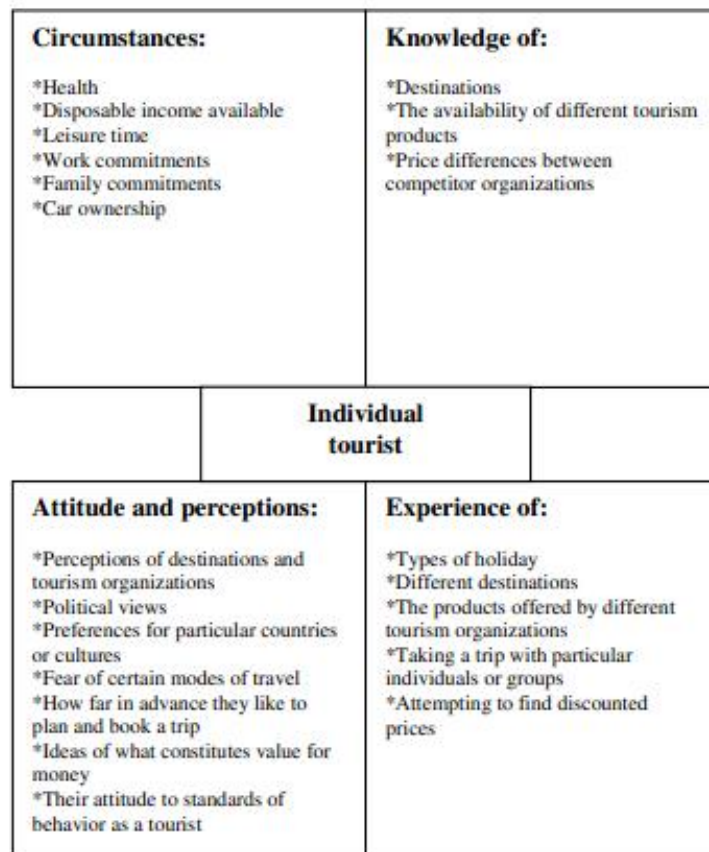 Circumstances:
*Health
*Disposable income available
*Leisure time
*Work commitments
*Family commitments
*Car ownership
Knowledge of:
*Destinations
*The availability of different tourism
products
*Price differences between
competitor organizations
Individual
tourist
Attitude and perceptions:
*Perceptions of destinations and
tourism organizations
*Political views
*Preferences for particular countries
or cultures
*Fear of certain modes of travel
*How far in advance they like to
plan and book a trip
*Ideas of what constitutes value for
money
*Their attitude to standards of
behavior as a tourist
Experience of:
*Types of holiday
*Different destinations
*The products offered by different
tourism organizations
*Taking a trip with particular
individuals or groups
*Attempting to find discounted
prices